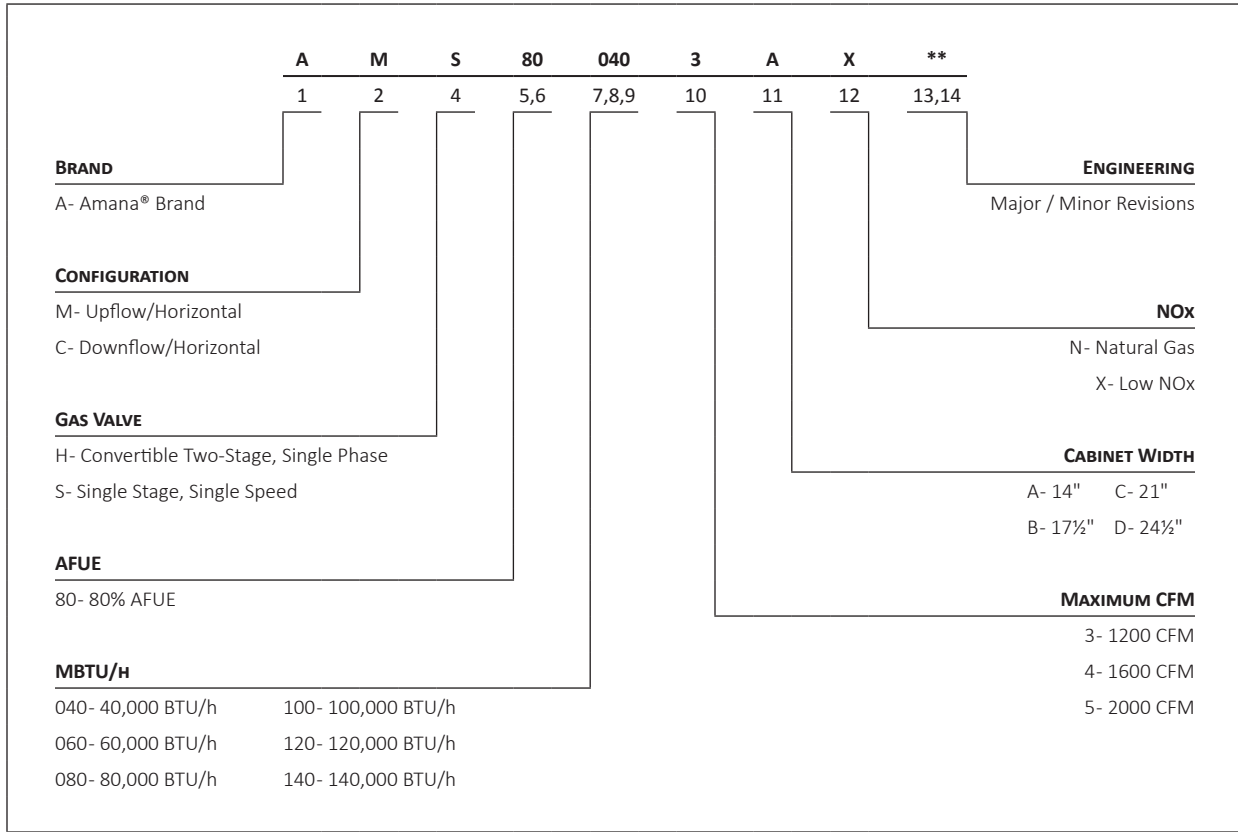 A M S 80 040 3 A X **
1 2 4 5,6 7,8,9 10 11 12 13,14
BRAND
A- Amana® Brand
CONFIGURATION
M- Upflow/Horizontal
C- Downflow/Horizontal
GAS VALVE
H- Convertible Two-Stage, Single Phase
S- Single Stage, Single Speed
AFUE
80- 80% AFUE
MBTU/H
040- 40,000 BTU/h 100- 100,000 BTU/h
060- 60,000 BTU/h 120- 120,000 BTU/h
080- 80,000 BTU/h 140- 140,000 BTU/h
ENGINEERING
Major / Minor Revisions
NOx
N- Natural Gas
X- Low NOx
CABINET WIDTH
A- 14" C- 21"
B- 17½" D- 24½"
MAXIMUM CFM
3- 1200 CFM
4- 1600 CFM
5- 2000 CFM